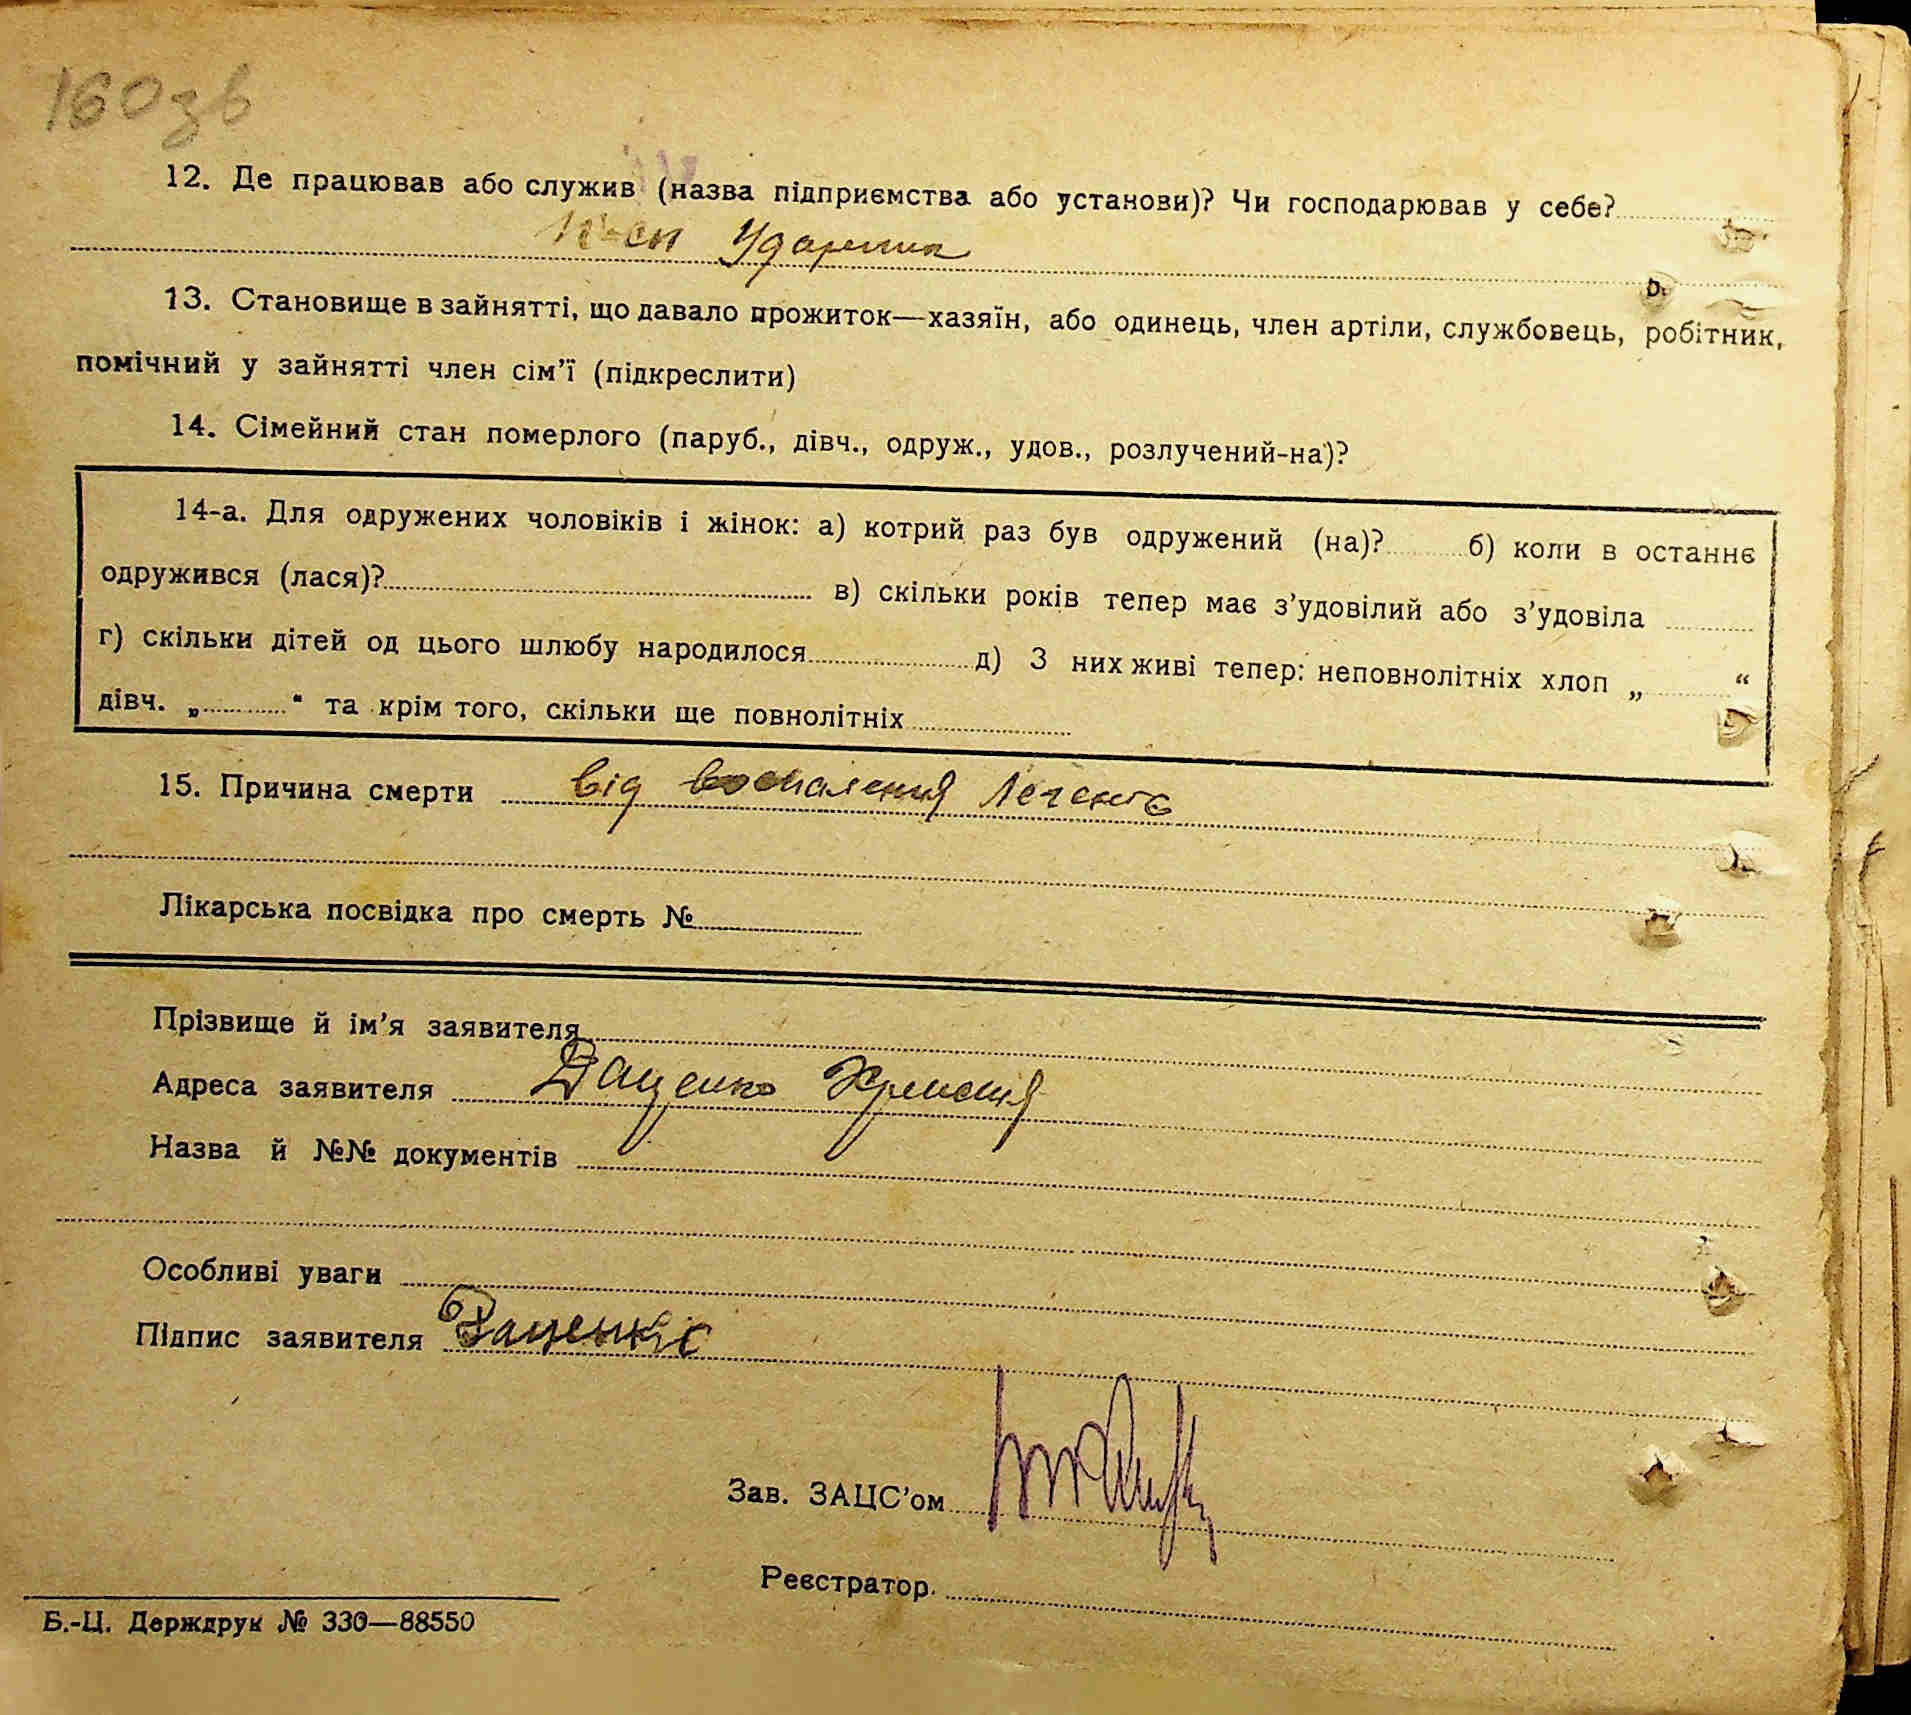 160зв
12. Де працював або служив (назва підприємства або установи)? Чи господарював у себе?
Ударник
13. Становище в зайнятті, що давало прожиток—хазяїн, або одинець, член артіли, службовець, робітник,
помічний у зайнятті член сім’ї (підкреслити)
14. Сімейний стан померлого (паруб., дівч., одруж., удов., розлучений-на)?
14-а. Для одружених чоловіків і жінок: а) котрий раз був одружений (на)? б) коли в останнє
одружився (лася)? в) скільки років тепер має з’удовілий або з’удовіла
г) скільки дітей од цього шлюбу народилося д) З них живі тепер: неповнолітніх хлоп „ “
дівч. „ “ та крім того, скільки ще повнолітніх
15. Причина смерти від воспаления Легенів
Лікарська посвідка про смерть №
Прізвище й ім’я заявителя
Адреса заявителя Даценко
Назва й №№ документів
Особливі уваги
Підпис заявителя Даценко
Зав. ЗАЦС’ом
Реєстратор.
Б.-Ц. Держдрук № 330—88550